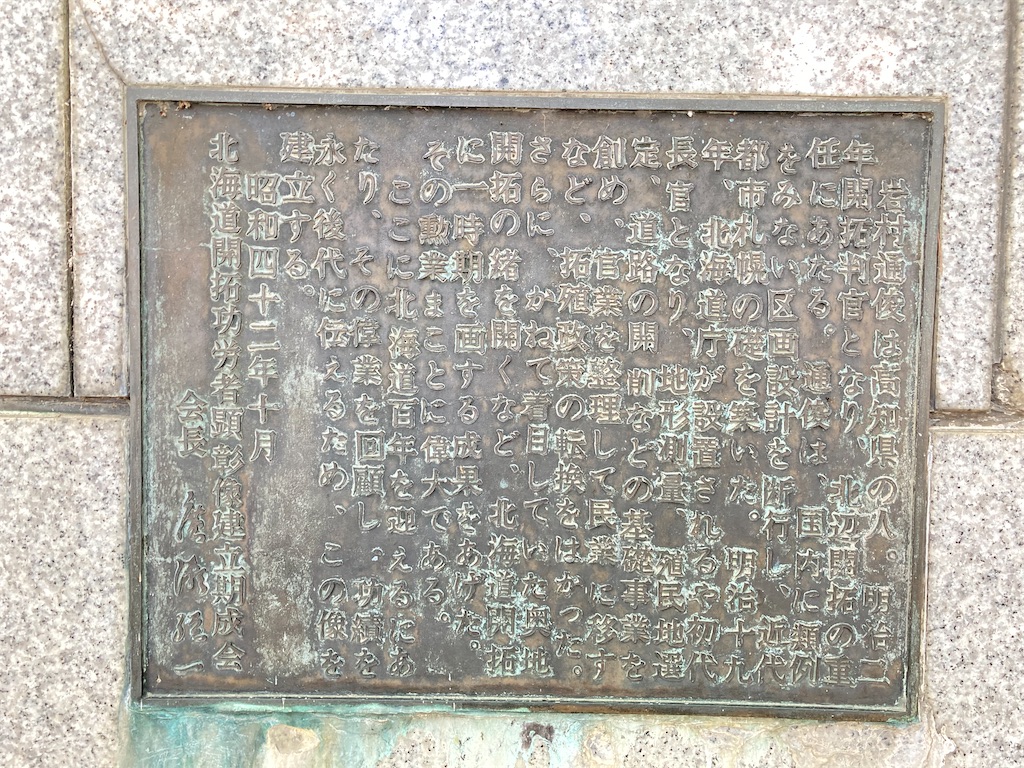 岩村通俊は高知県の人。明治二
年開拓判官となり、北辺開拓の重
任にあたる。通俊は、国内に類例
をみない区画設計を断行し、近代
都市札幌の礎を築いた。明治十九
年、北海道庁が設置されるや初代
長官となり、地形測量、殖民地選
定、道路の開削などの基礎事業を
創め、官業を整理して民業に移す
など、拓殖政策の転換をはかった。
さらに、かねて着目していた奥地
開拓の緒を開くなど、北海道開拓
に一時期を画する成果をあげた。
その勲業まことに偉大である。
ここに北海道百年を迎えるにあ
たり、その偉業を回顧し、功績を
永く後代に伝えるため、この像を
建立する。
昭和四十二年十月
北海道開拓功労者顕彰像建立期成会
会長